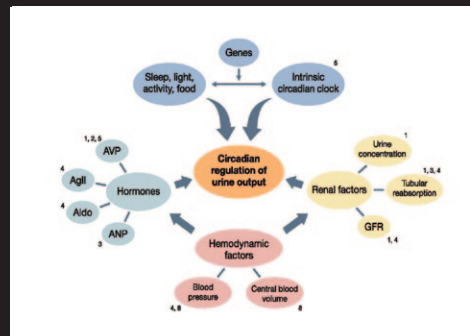 Genes
Sleep, light,
activity, food
Intrinsic
circadian clock
6
1, 2, 5
AVP
4
AgII
4
Aldo
ANP
3
Hormones
Circadian
regulation of
urine output
Urine
concentration
1
Renal factors
Tubular
reabsorption
1, 3, 4
GFR
1, 4
Hemodynamic
factors
Blood
pressure
4, 8
Central blood
volume
8